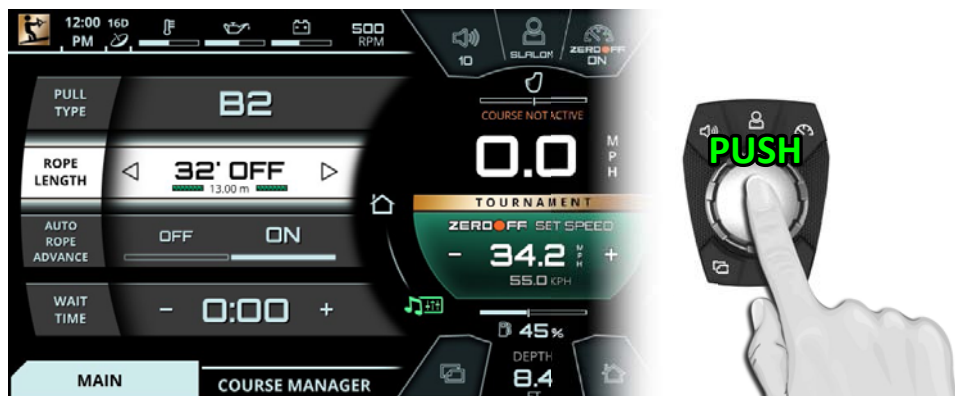 12:00 16D
PM
500
RPM
10
SLALOM
ZEROOFF
ON
PULL
TYPE
B2
COURSE NOT ACTIVE
0.0 MPH
ROPE
LENGTH
32' OFF
13.00 m
TOURNAMENT
ZEROOFF SET SPEED
AUTO
ROPE
ADVANCE
OFF ON
- 34.2 MPH +
55.0 KPH
WAIT
TIME
- 0:00 +
45%
DEPTH
8.4
FT
MAIN
COURSE MANAGER
PUSH